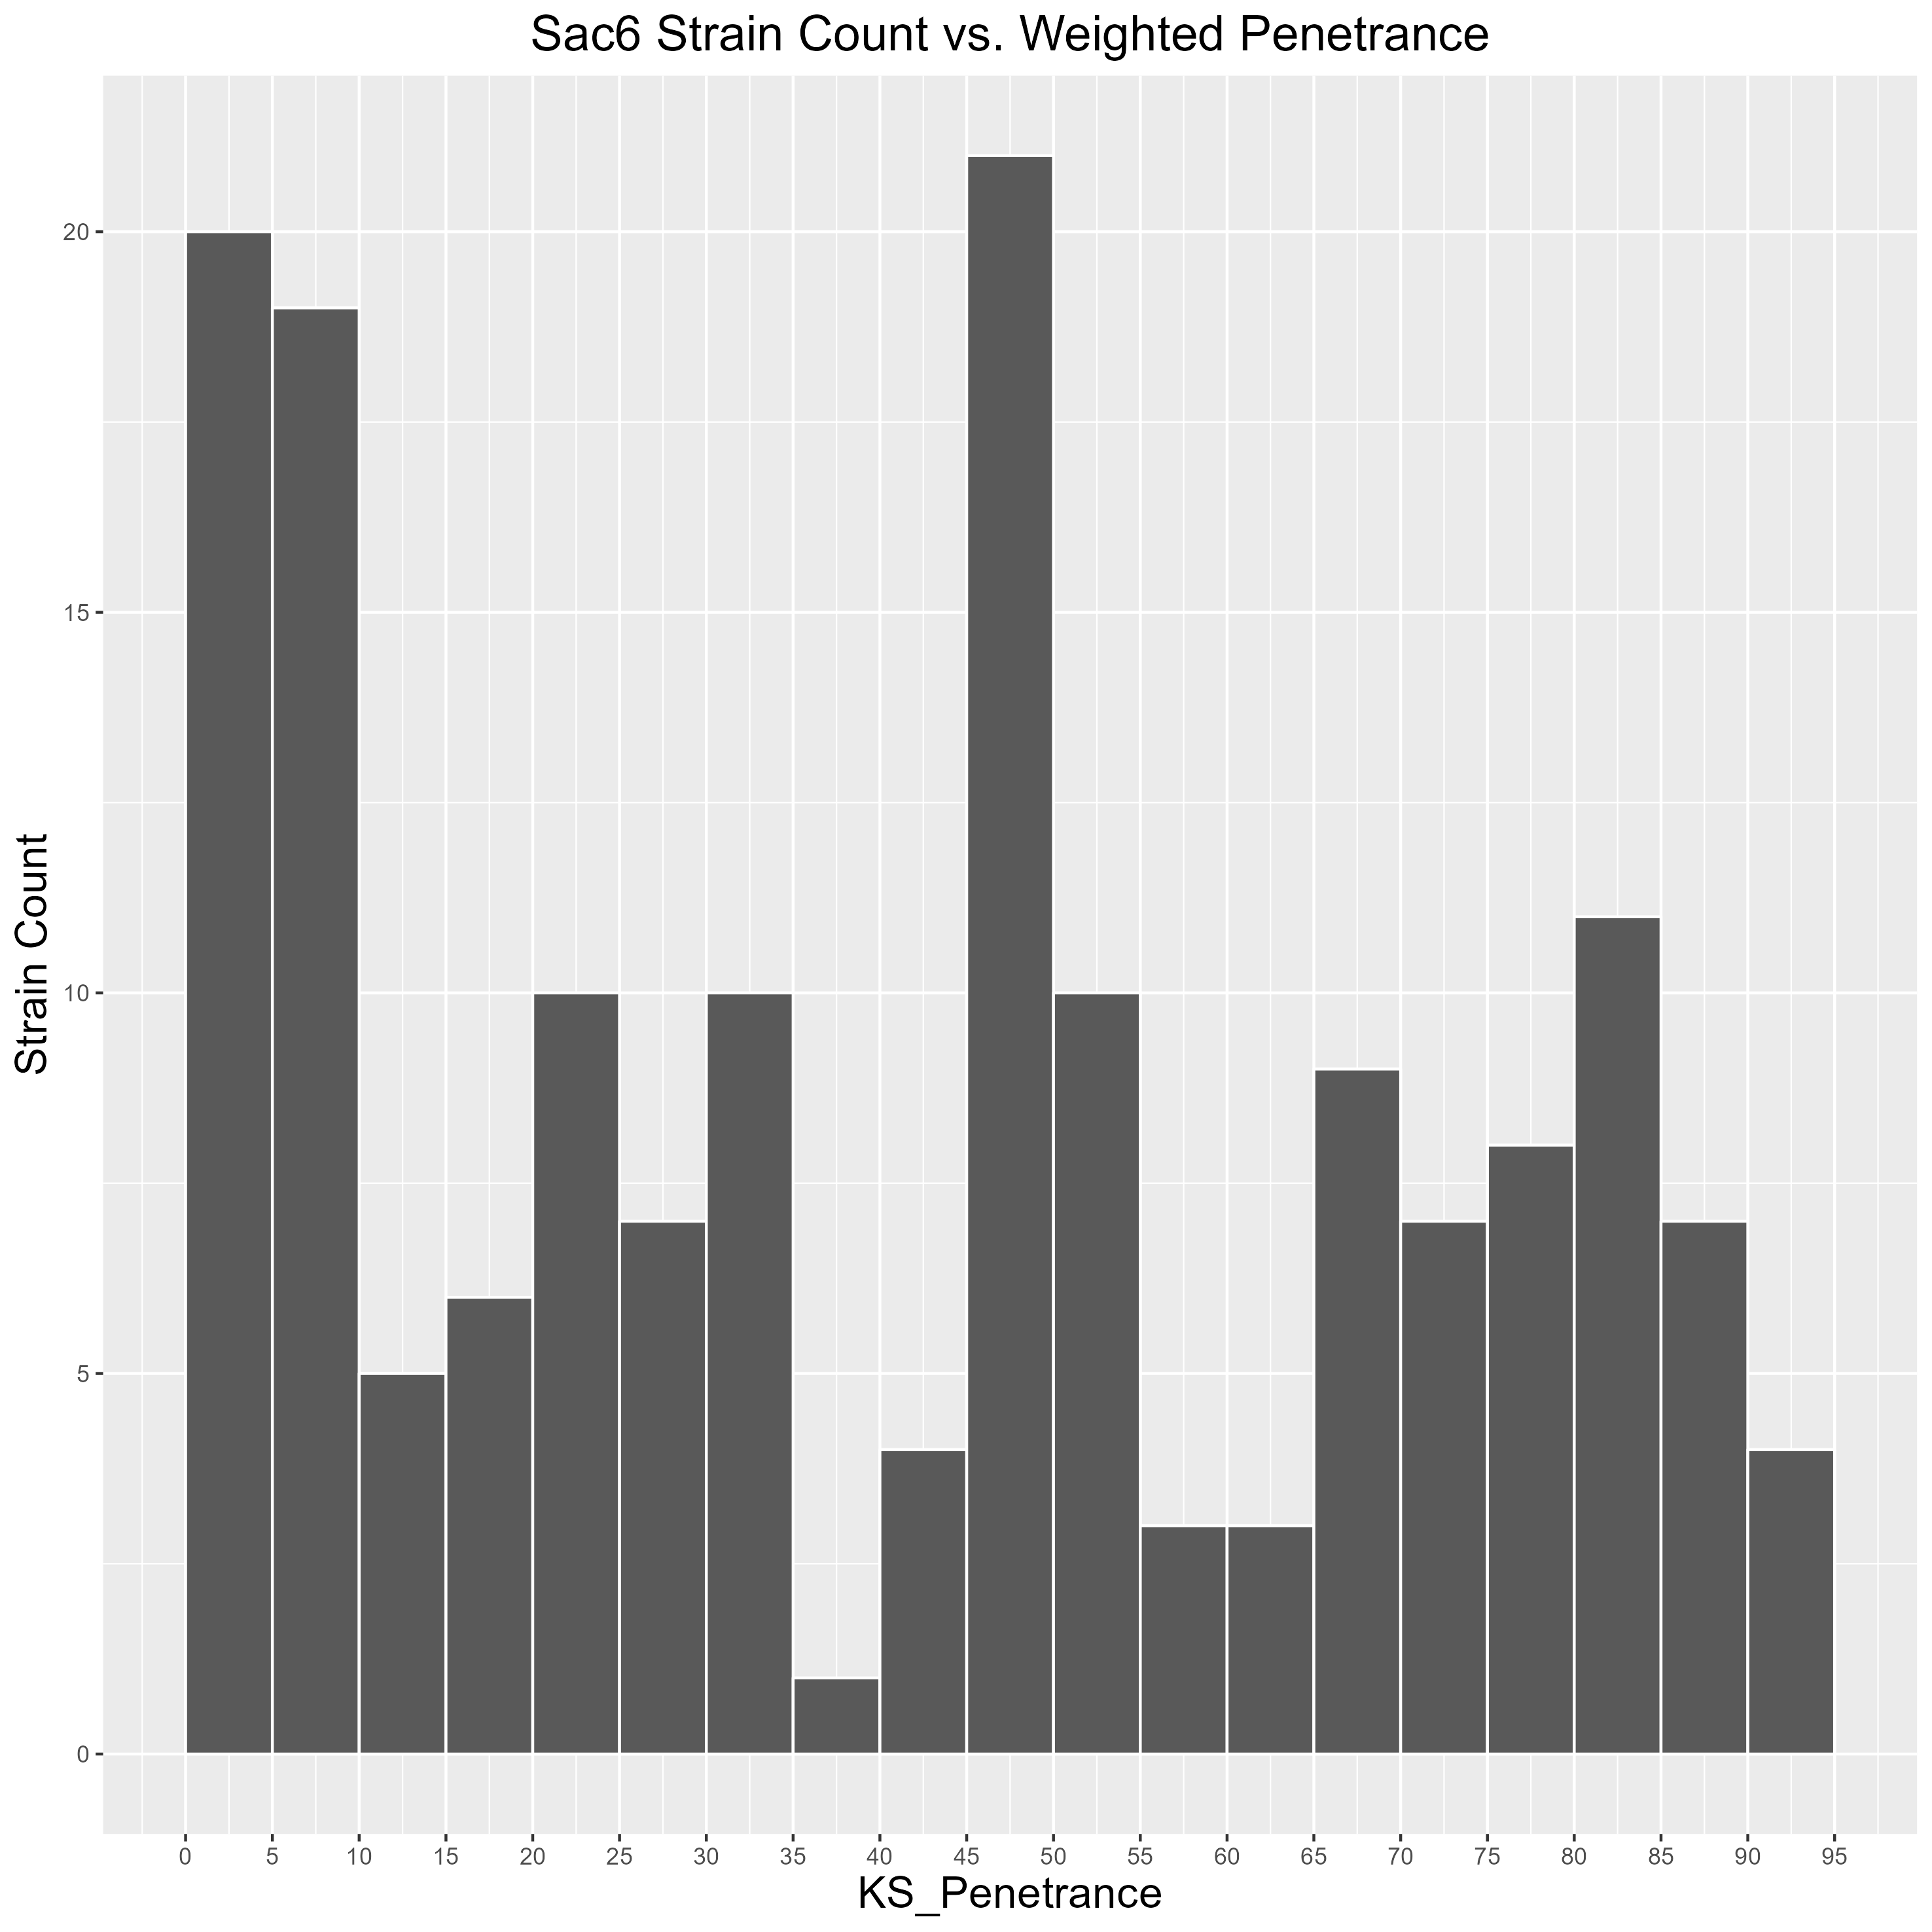 Sac6 Strain Count vs. Weighted Penetrance
Strain Count
20
15
10
5
0
0 5 10 15 20 25 30 35 40 45 50 55 60 65 70 75 80 85 90 95
KS_Penetrance